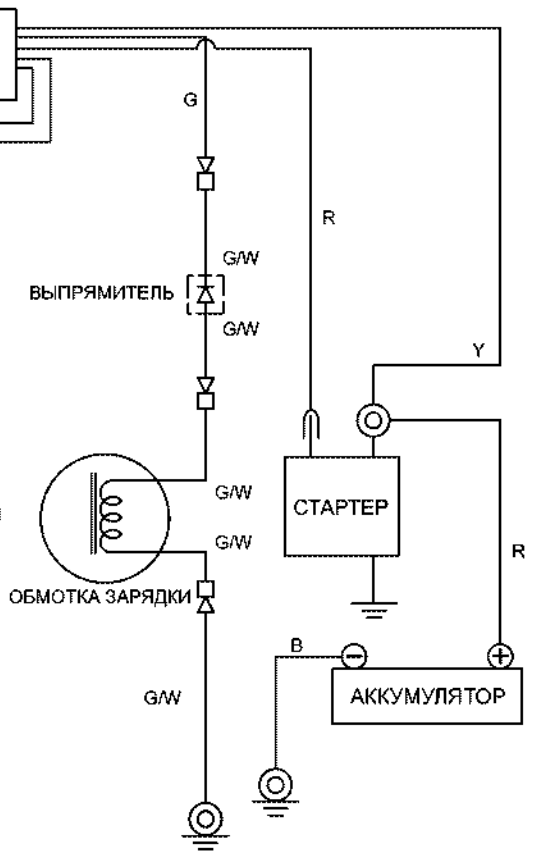 G
R
G/W
ВЫПРЯМИТЕЛЬ
G/W
Y
G/W
СТАРТЕР
G/W
R
ОБМОТКА ЗАРЯДКИ
B
G/W
АККУМУЛЯТОР